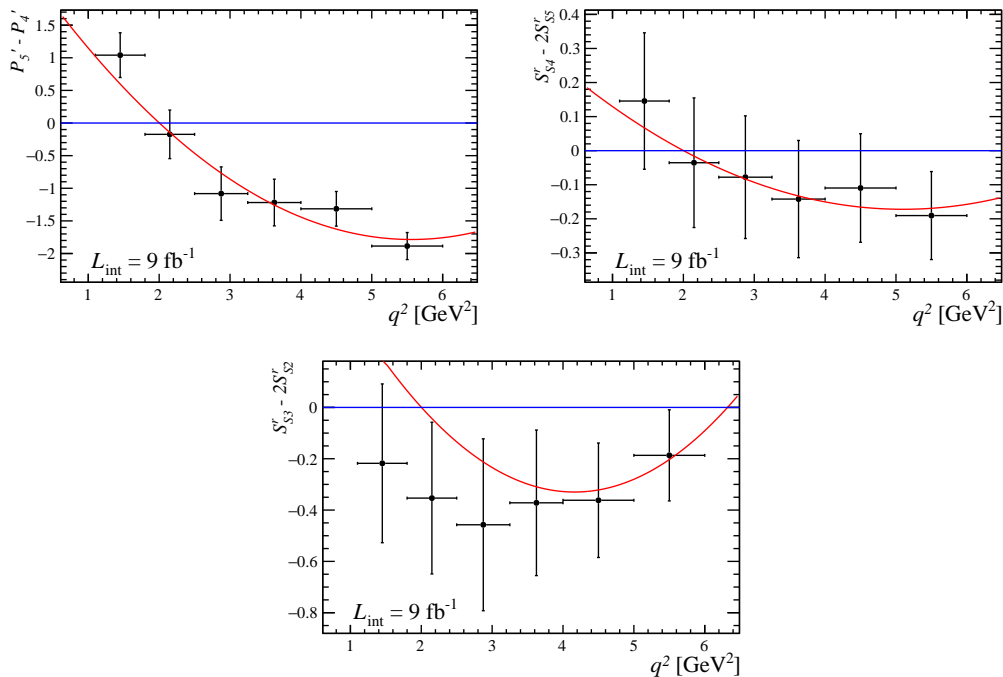 P₅' - P₄'
1.5
1
0.5
0
−0.5
−1
−1.5
−2
L_int = 9 fb⁻¹
1 2 3 4 5 6
q² [GeV²]
S^r_S4 - 2S^r_S5
0.4
0.3
0.2
0.1
0
−0.1
−0.2
−0.3
L_int = 9 fb⁻¹
1 2 3 4 5 6
q² [GeV²]
S^r_S3 - 2S^r_S2
0
−0.2
−0.4
−0.6
−0.8
L_int = 9 fb⁻¹
1 2 3 4 5 6
q² [GeV²]